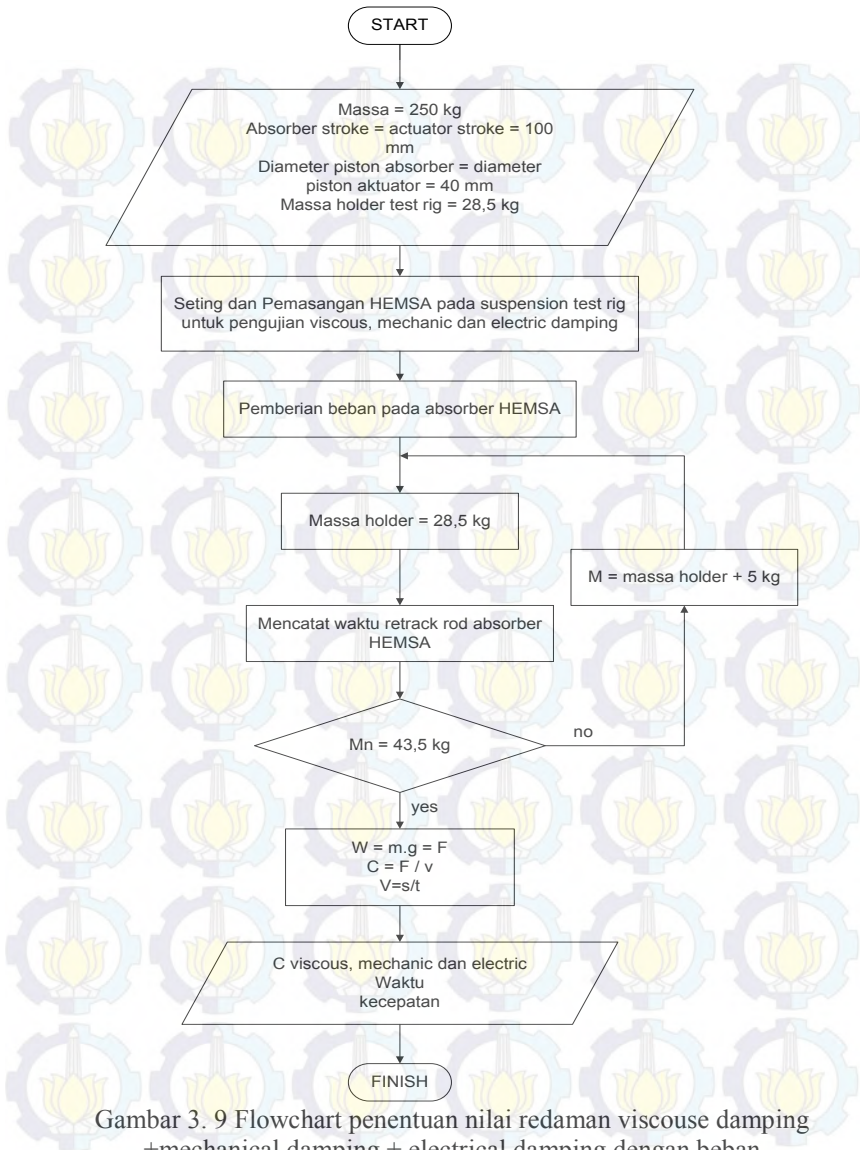 START
Massa = 250 kg
Absorber stroke = actuator stroke = 100
mm
Diameter piston absorber = diameter
piston aktuator = 40 mm
Massa holder test rig = 28,5 kg
Seting dan Pemasangan HEMSA pada suspension test rig
untuk pengujian viscous, mechanic dan electric damping
Pemberian beban pada absorber HEMSA
Massa holder = 28,5 kg
M = massa holder + 5 kg
Mencatat waktu retrack rod absorber
HEMSA
Mn = 43,5 kg
no
yes
W = m.g = F
C = F / v
V=s/t
C viscous, mechanic dan electric
Waktu
kecepatan
FINISH
Gambar 3. 9 Flowchart penentuan nilai redaman viscouse damping
+mechanical damping + electrical damping dengan beban